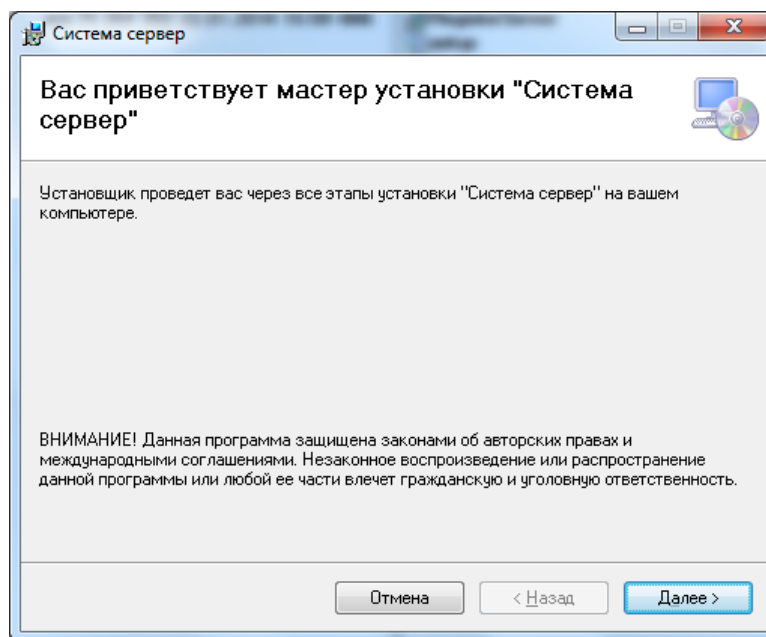 Система сервер
Вас приветствует мастер установки "Система
сервер"
Установщик проведет вас через все этапы установки "Система сервер" на вашем
компьютере.
ВНИМАНИЕ! Данная программа защищена законами об авторских правах и
международными соглашениями. Незаконное воспроизведение или распространение
данной программы или любой ее части влечет гражданскую и уголовную ответственность.
Отмена
< Назад
Далее >